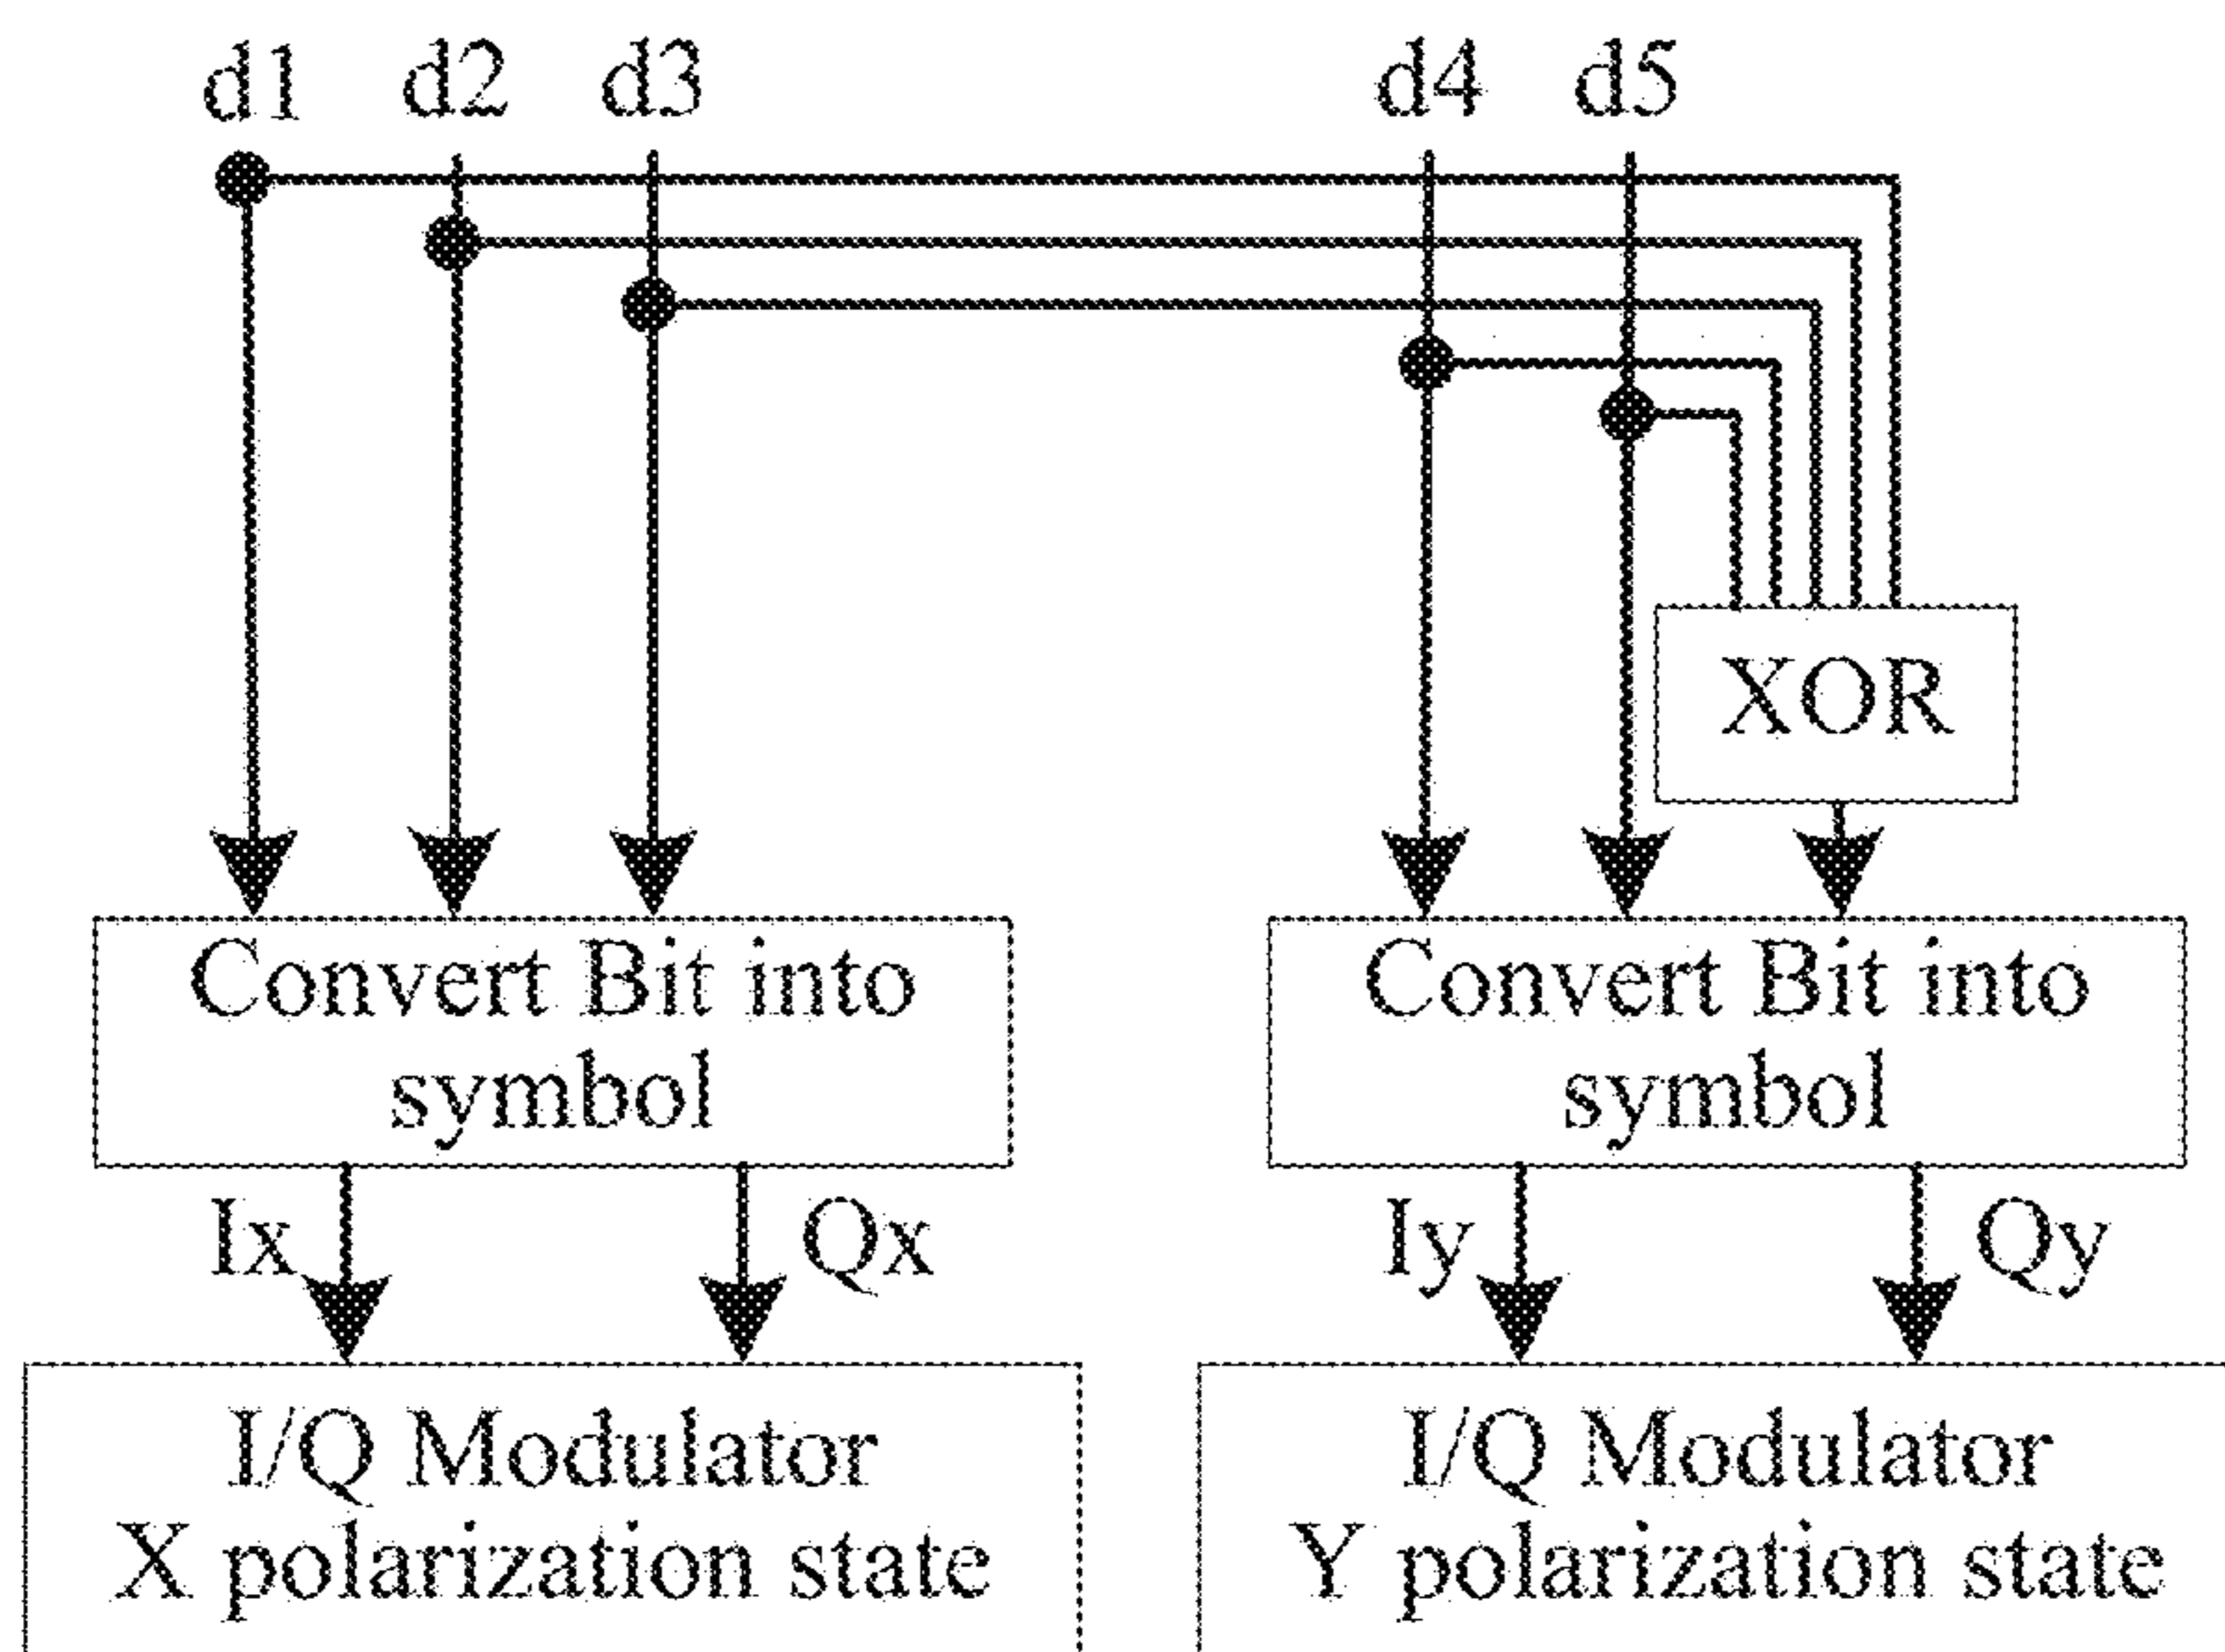 d1 d2 d3 d4 d5
XOR
Convert Bit into
symbol
Convert Bit into
symbol
Ix Qx Iy Qy
I/Q Modulator
X polarization state
I/Q Modulator
Y polarization state